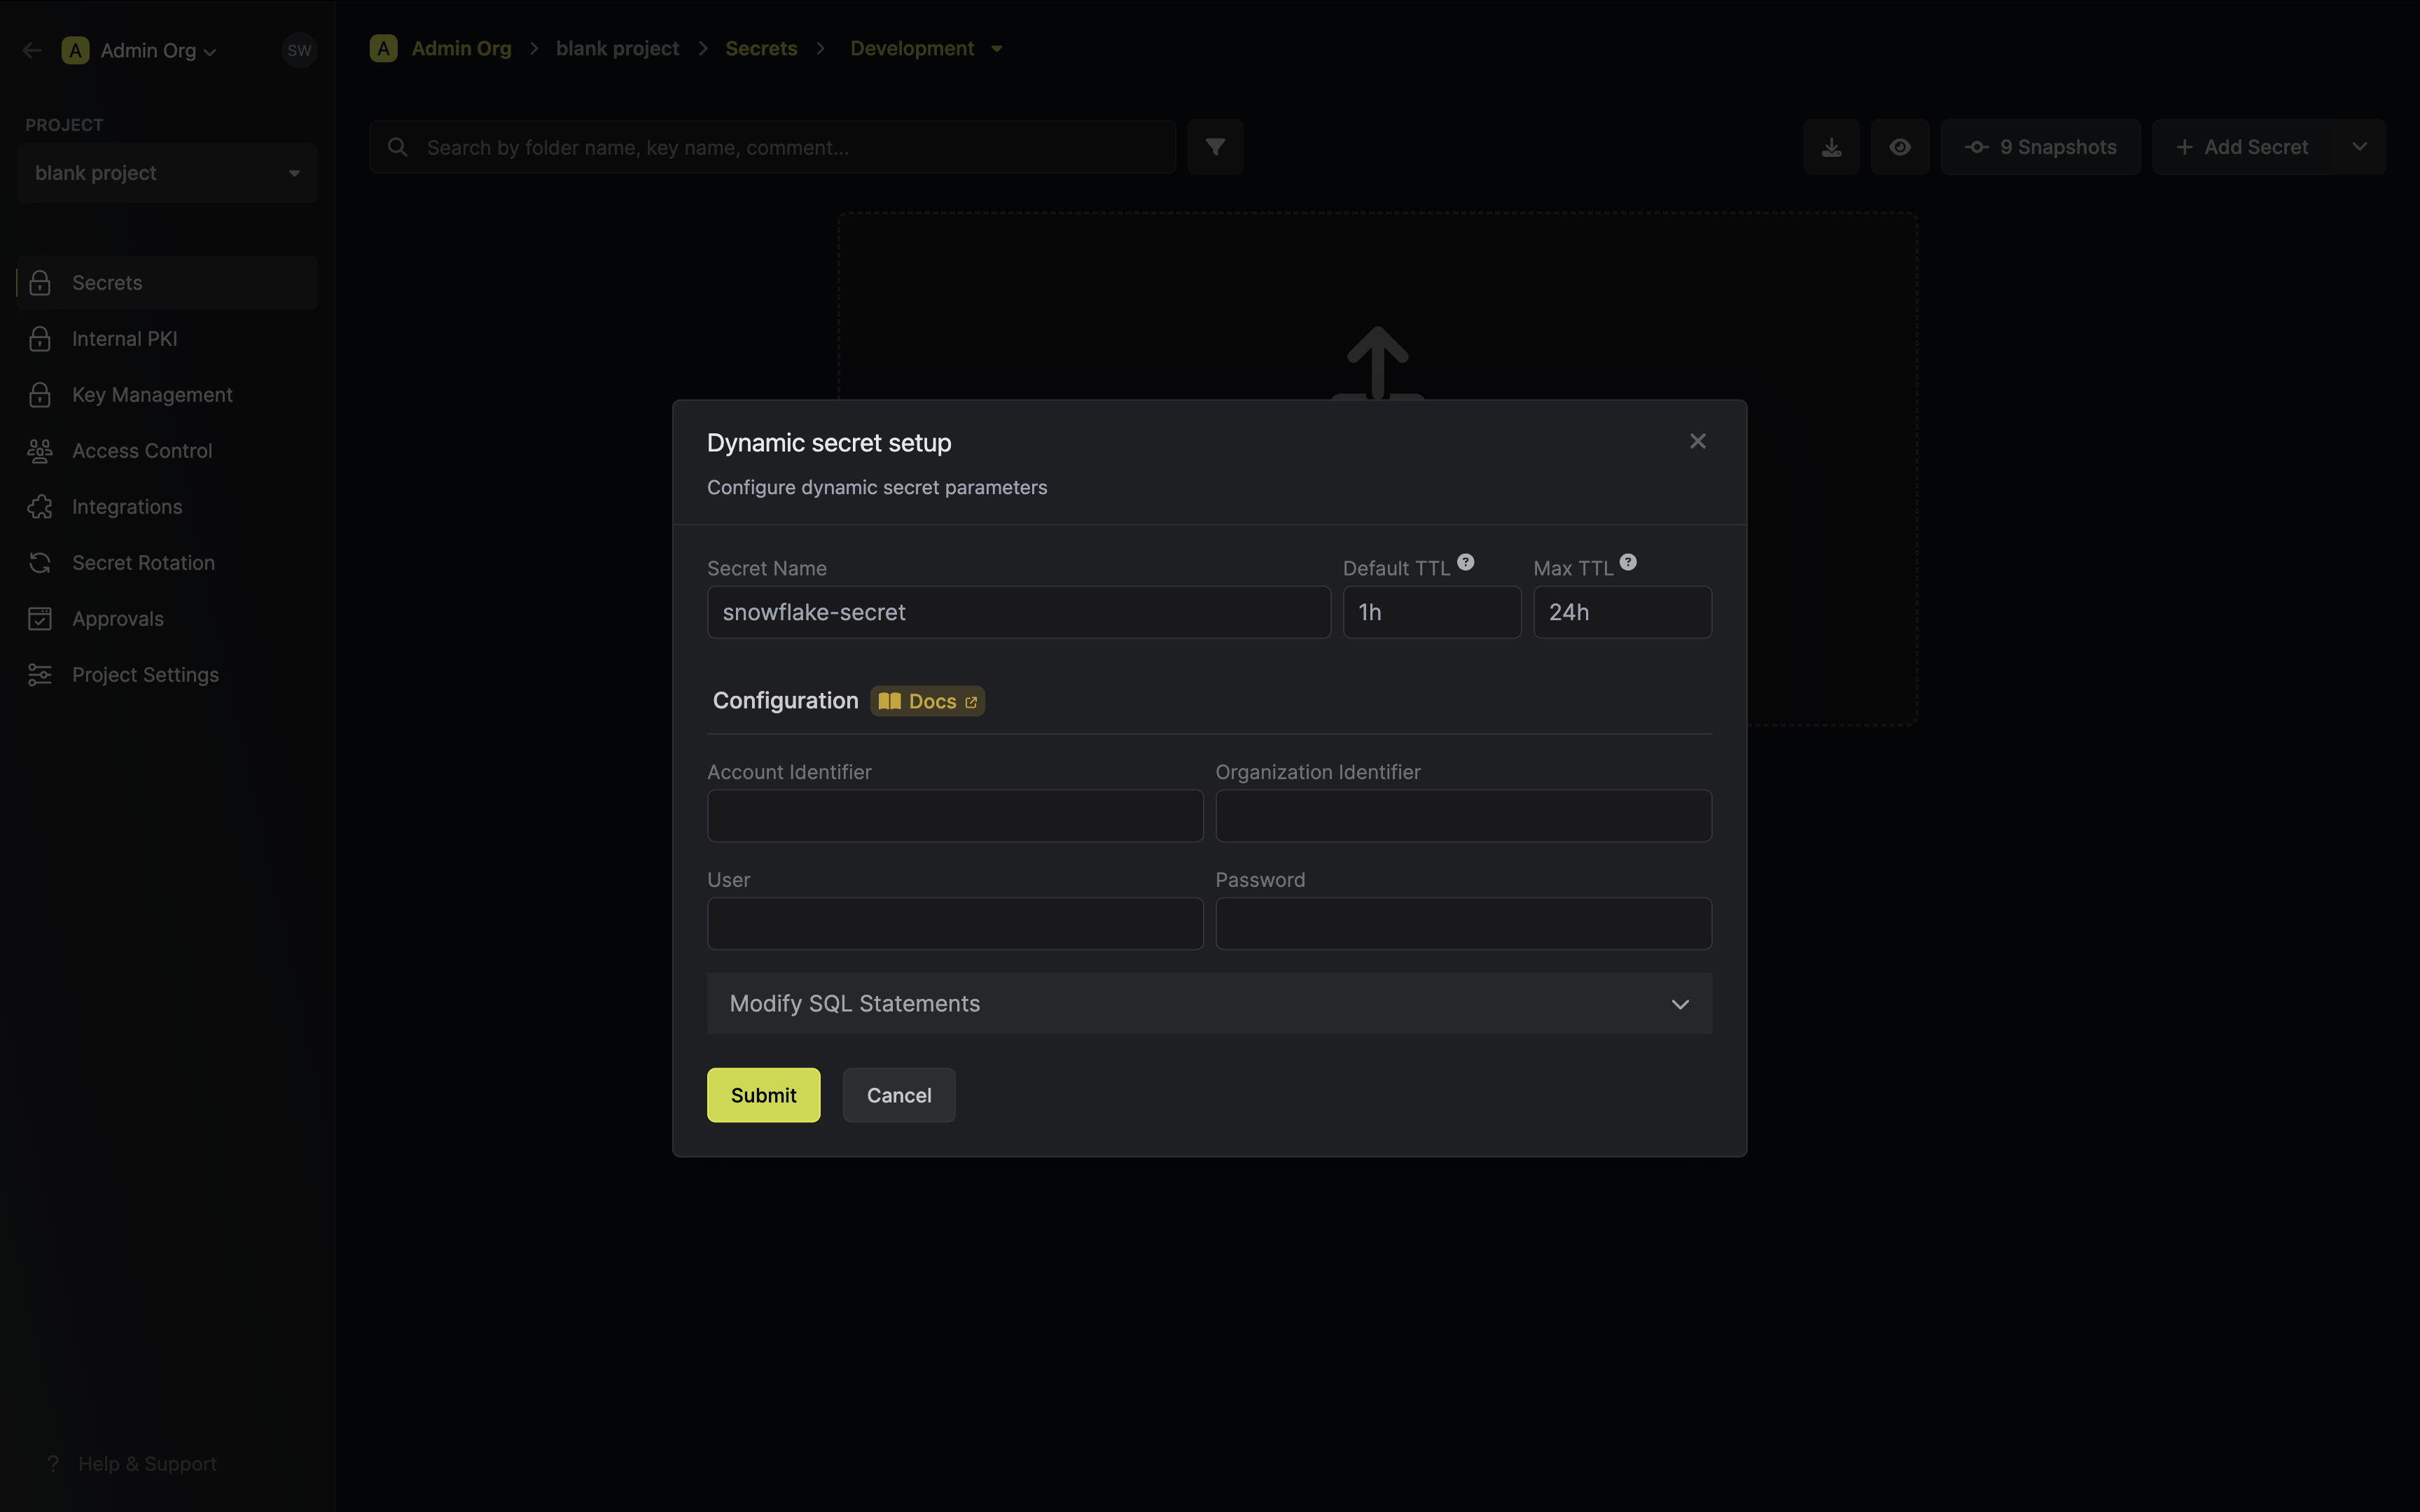 A Admin Org
SW
PROJECT
blank project
Secrets
Internal PKI
Key Management
Access Control
Integrations
Secret Rotation
Approvals
Project Settings
? Help & Support
A Admin Org > blank project > Secrets > Development
Search by folder name, key name, comment...
9 Snapshots
+ Add Secret
Dynamic secret setup
Configure dynamic secret parameters
Secret Name
Default TTL ?
Max TTL ?
snowflake-secret
1h
24h
Configuration
Docs
Account Identifier
Organization Identifier
User
Password
Modify SQL Statements
Submit
Cancel